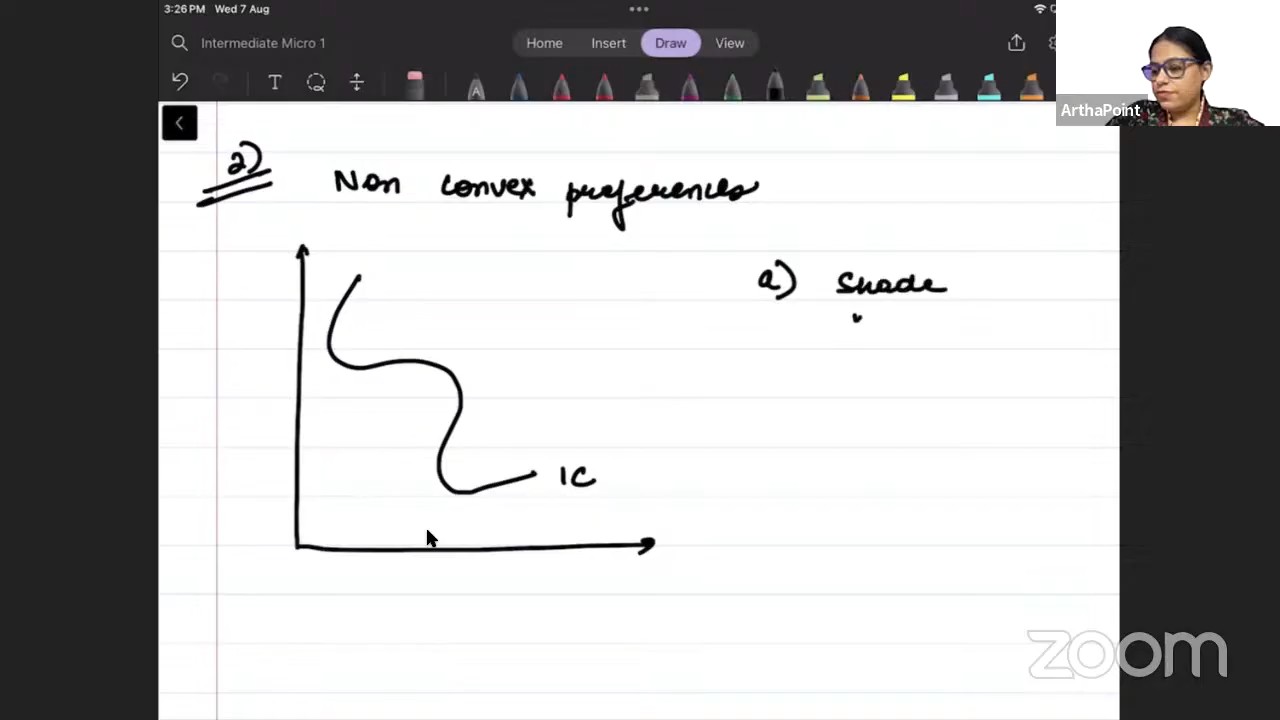 3:26 PM Wed 7 Aug
Intermediate Micro 1
Home Insert Draw View
T
A
ArthaPoint
2) Non convex preferences
a) Shade
IC
zoom